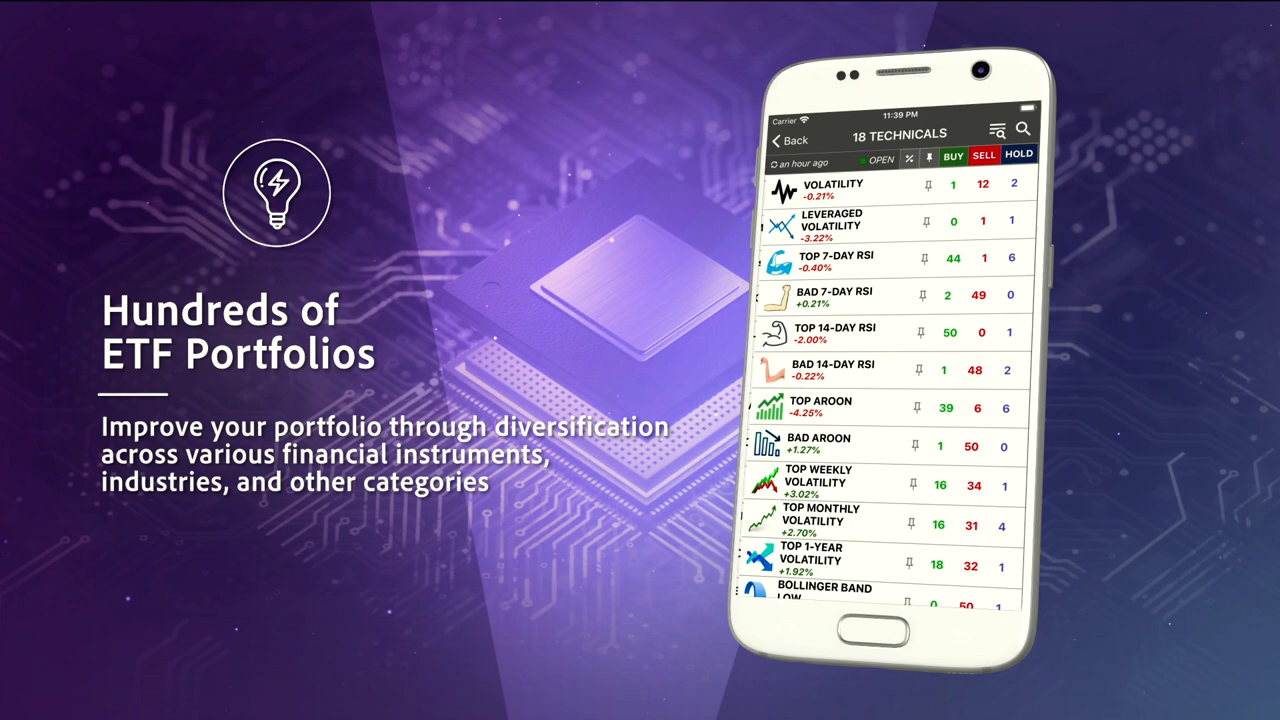 Hundreds of
ETF Portfolios
Improve your portfolio through diversification
across various financial instruments,
industries, and other categories
Carrier 11:39 PM
Back 18 TECHNICALS
an hour ago OPEN % BUY SELL HOLD
VOLATILITY 1 12 2
-0.21%
LEVERAGED
VOLATILITY 0 1 1
-3.22%
TOP 7-DAY RSI 44 1 6
-0.40%
BAD 7-DAY RSI 2 49 0
+0.21%
TOP 14-DAY RSI 50 0 1
-2.00%
BAD 14-DAY RSI 1 48 2
-0.22%
TOP AROON 39 6 6
-4.25%
BAD AROON 1 50 0
+1.27%
TOP WEEKLY
VOLATILITY 16 34 1
+3.02%
TOP MONTHLY
VOLATILITY 16 31 4
+2.70%
TOP 1-YEAR
VOLATILITY 18 32 1
+1.92%
BOLLINGER BAND
LOW 0 50 1